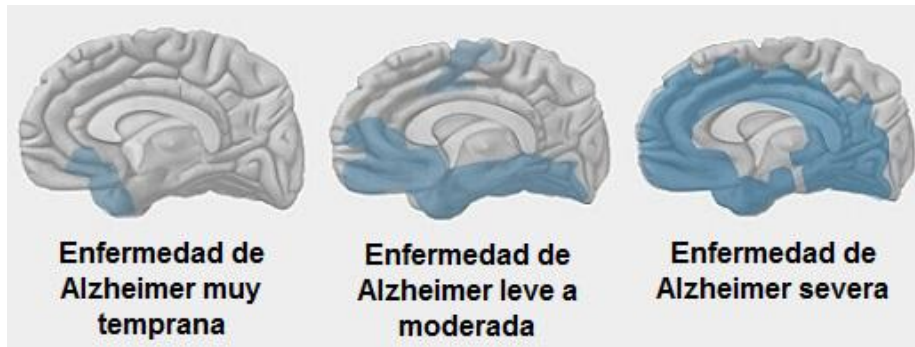 Enfermedad de
Alzheimer muy
temprana
Enfermedad de
Alzheimer leve a
moderada
Enfermedad de
Alzheimer severa